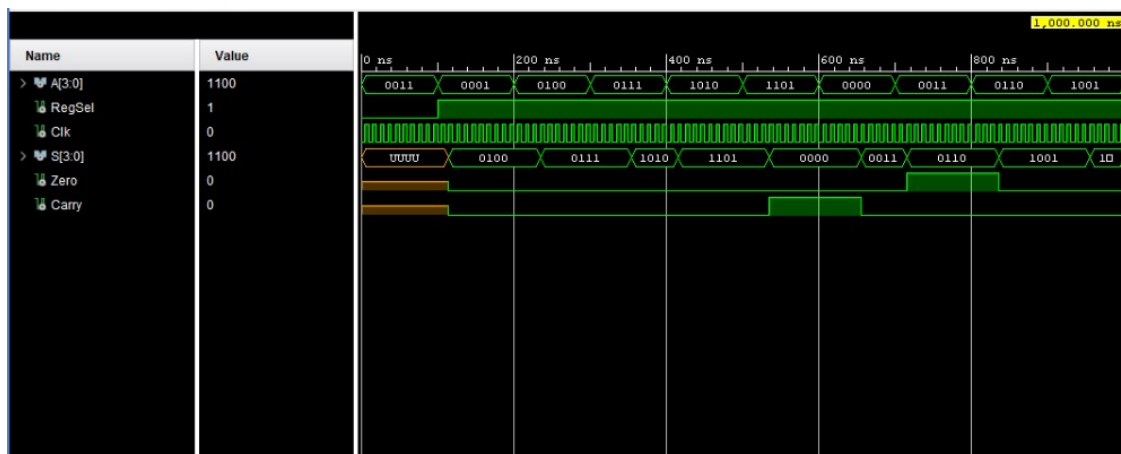 1,000.000 ns
Name Value
0 ns 200 ns 400 ns 600 ns 800 ns
A[3:0] 1100 0011 0001 0100 0111 1010 1101 0000 0011 0110 1001
RegSel 1
Clk 0
S[3:0] 1100 UUUU 0100 0111 1010 1101 0000 0011 0110 1001
Zero 0
Carry 0